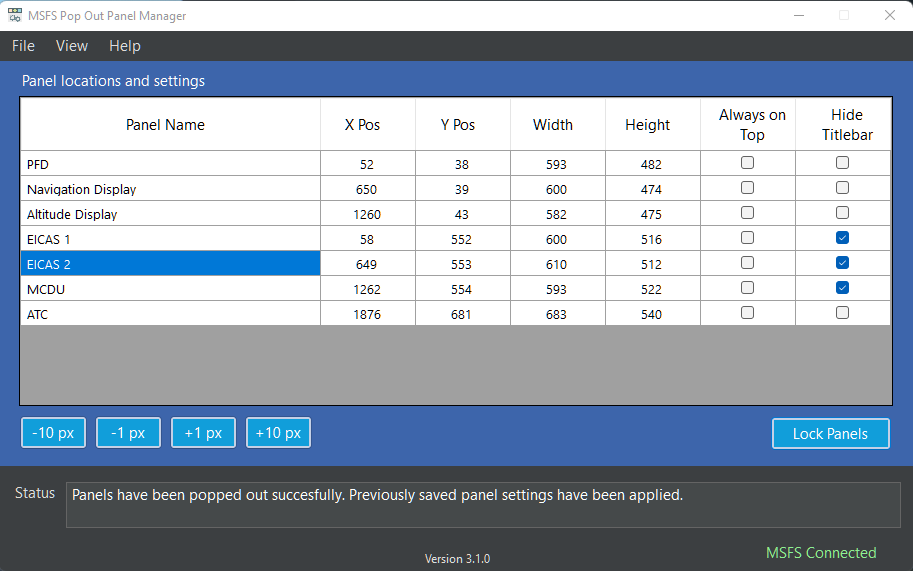 MSFS Pop Out Panel Manager
File View Help
Panel locations and settings
Panel Name X Pos Y Pos Width Height Always on Top Hide Titlebar
PFD 52 38 593 482
Navigation Display 650 39 600 474
Altitude Display 1260 43 582 475
EICAS 1 58 552 600 516
EICAS 2 649 553 610 512
MCDU 1262 554 593 522
ATC 1876 681 683 540
-10 px -1 px +1 px +10 px Lock Panels
Status Panels have been popped out succesfully. Previously saved panel settings have been applied.
Version 3.1.0 MSFS Connected